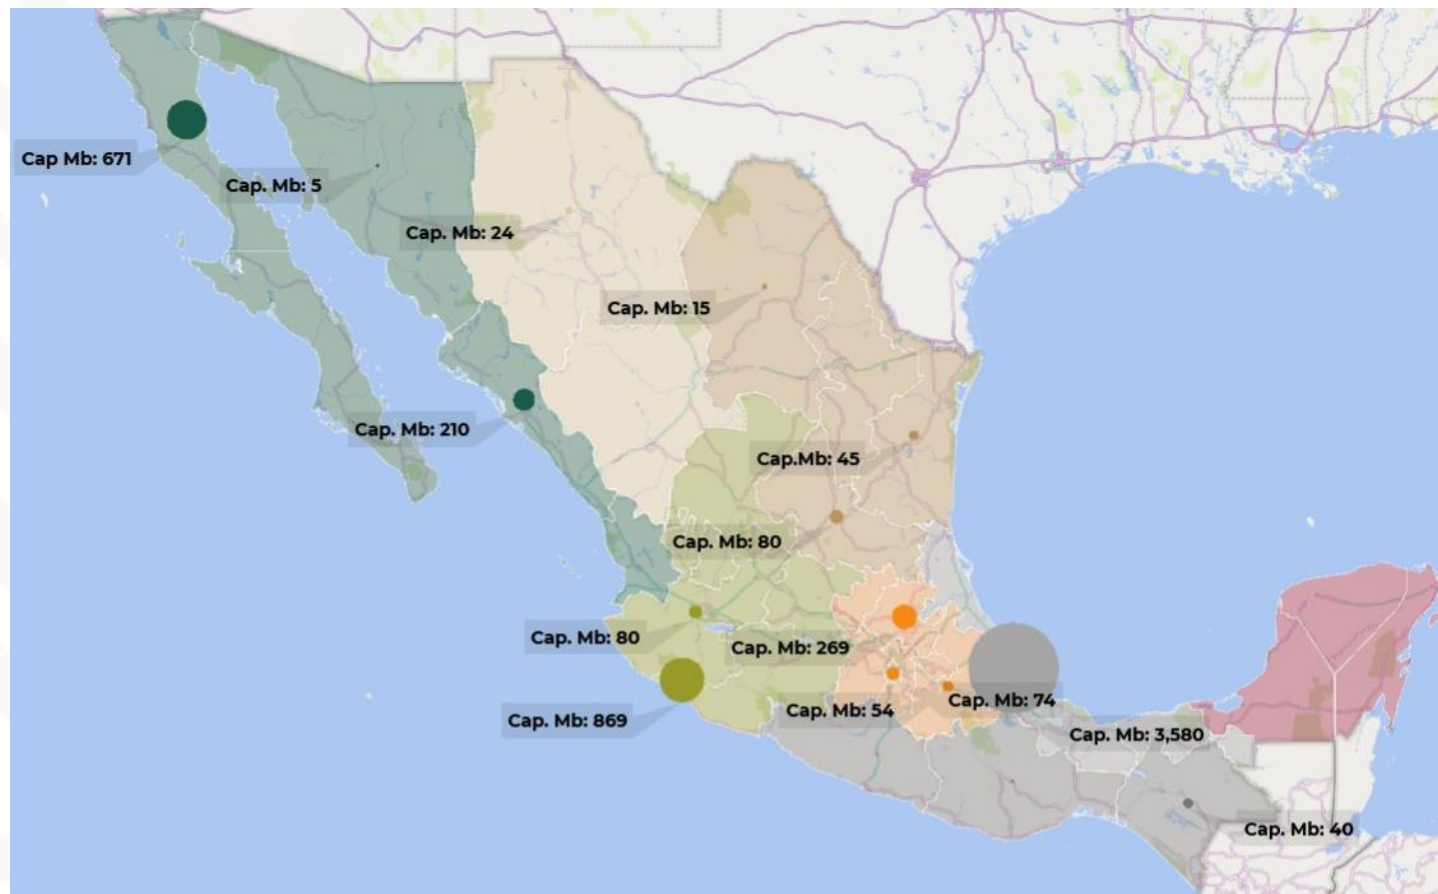 Cap Mb: 671
Cap. Mb: 5
Cap. Mb: 24
Cap. Mb: 15
Cap. Mb: 210
Cap.Mb: 45
Cap. Mb: 80
Cap. Mb: 80
Cap. Mb: 269
Cap. Mb: 869
Cap. Mb: 54
Cap. Mb: 74
Cap. Mb: 3,580
Cap. Mb: 40